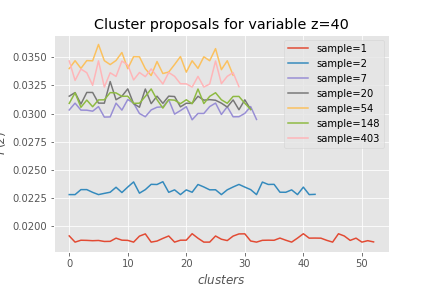 Cluster proposals for variable z=40
sample=1
sample=2
sample=7
sample=20
sample=54
sample=148
sample=403
0.0350
0.0325
0.0300
0.0275
0.0250
0.0225
0.0200
0 10 20 30 40 50
clusters